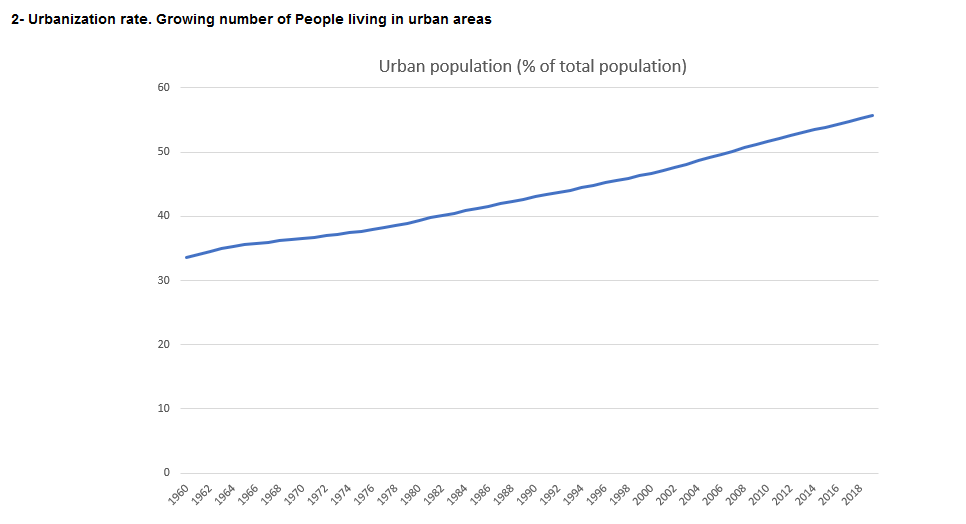 2- Urbanization rate. Growing number of People living in urban areas
Urban population (% of total population)
60
50
40
30
20
10
0
1960 1962 1964 1966 1968 1970 1972 1974 1976 1978 1980 1982 1984 1986 1988 1990 1992 1994 1996 1998 2000 2002 2004 2006 2008 2010 2012 2014 2016 2018